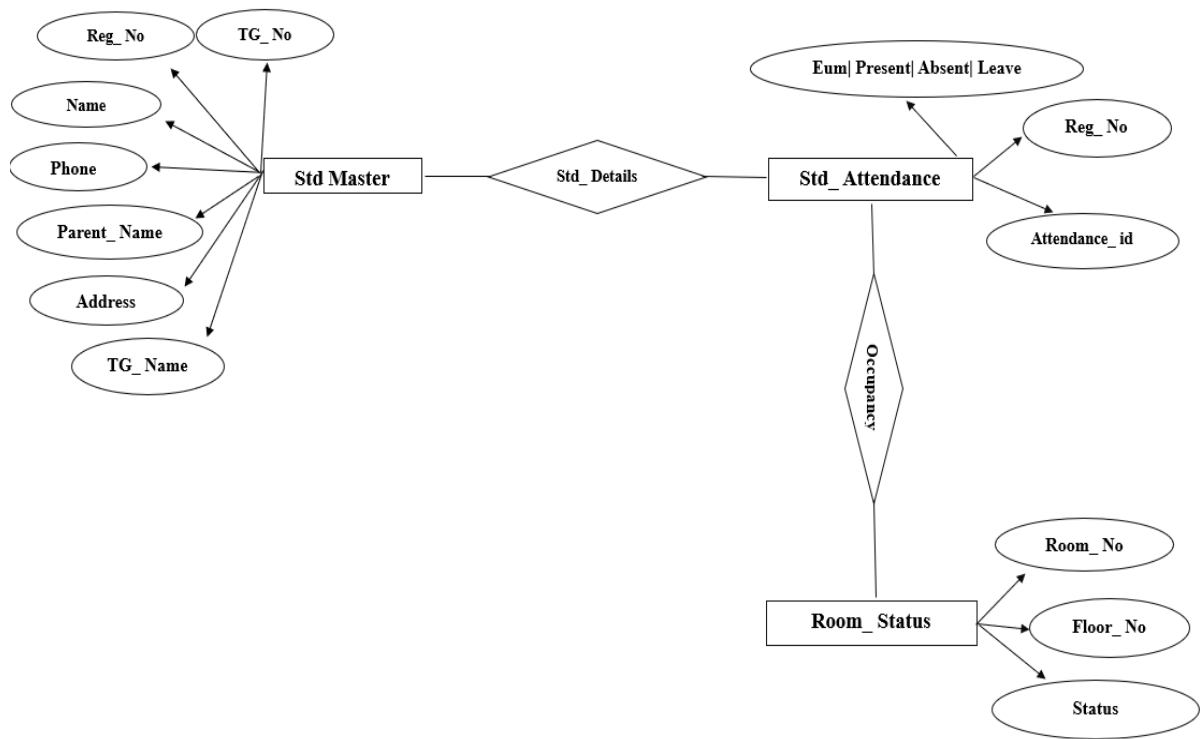 Reg_ No
TG_ No
Name
Phone
Parent_ Name
Address
TG_ Name
Std Master
Std_ Details
Eum| Present| Absent| Leave
Reg_ No
Std_ Attendance
Attendance_ id
Occupancy
Room_ No
Room_ Status
Floor_ No
Status